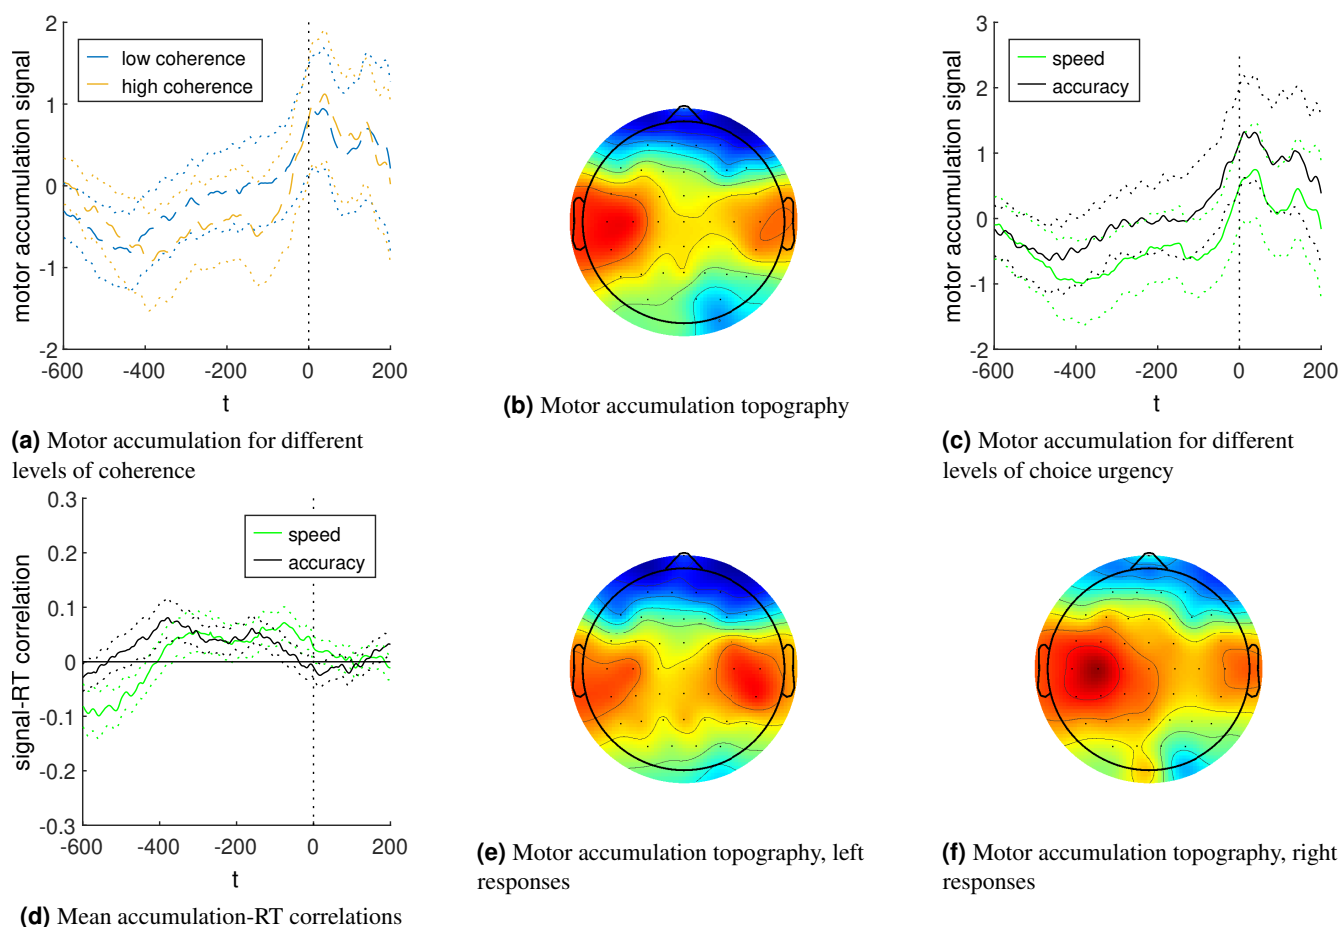 2
1
0
-1
-2
motor accumulation signal
low coherence
high coherence
-600
-400
-200
0
200
t
(a) Motor accumulation for different
levels of coherence
(b) Motor accumulation topography
3
2
1
0
-1
-2
motor accumulation signal
speed
accuracy
-600
-400
-200
0
200
t
(c) Motor accumulation for different
levels of choice urgency
0.3
0.2
0.1
0
-0.1
-0.2
-0.3
signal-RT correlation
speed
accuracy
-600
-400
-200
0
200
t
(d) Mean accumulation-RT correlations
(e) Motor accumulation topography, left
responses
(f) Motor accumulation topography, right
responses